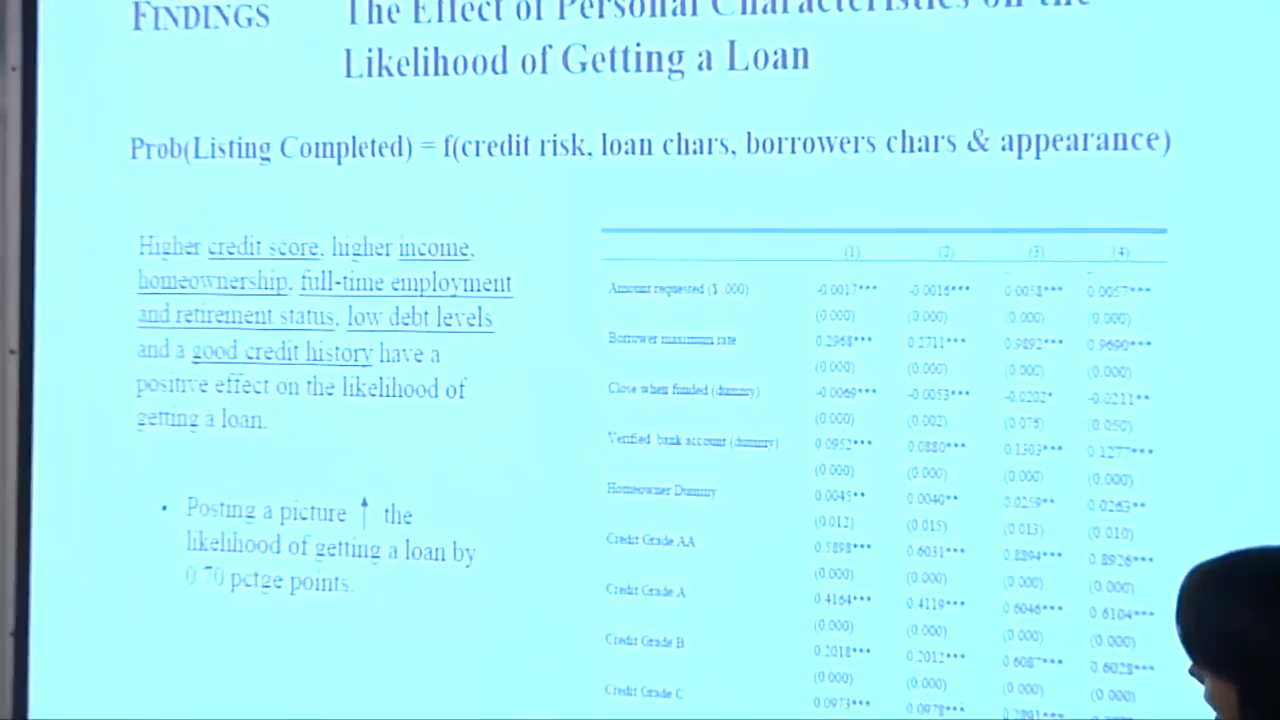 FINDINGS
The Effect of Personal Characteristics on the
Likelihood of Getting a Loan
Prob(Listing Completed) = f(credit risk, loan chars, borrowers chars & appearance)
Higher credit score, higher income,
homeownership, full-time employment
and retirement status, low debt levels
and a good credit history have a
positive effect on the likelihood of
getting a loan.
• Posting a picture ↑ the
likelihood of getting a loan by
0.70 pctge points.
(1) (2) (3) (4)
Amount requested ($ ,000) -0.0017*** -0.0016*** 0.0058*** 0.0057***
(0.000) (0.000) (0.000) (0.000)
Borrower maximum rate 0.2968*** 0.2711*** 0.9892*** 0.9690***
(0.000) (0.000) (0.000) (0.000)
Close when funded (dummy) -0.0069*** -0.0053*** -0.0202* -0.0211**
(0.000) (0.002) (0.076) (0.050)
Verified bank account (dummy) 0.0952*** 0.0880*** 0.1303*** 0.1277***
(0.000) (0.000) (0.000) (0.000)
Homeowner Dummy 0.0045** 0.0040** 0.0259** 0.0263**
(0.012) (0.015) (0.013) (0.010)
Credit Grade AA 0.5898*** 0.6031*** 0.8894*** 0.8926***
(0.000) (0.000) (0.000) (0.000)
Credit Grade A 0.4164*** 0.4119*** 0.6046*** 0.6104***
(0.000) (0.000) (0.000) (0.000)
Credit Grade B 0.2018*** 0.2012*** 0.6087*** 0.6028***
(0.000) (0.000) (0.000) (0.000)
Credit Grade C 0.0973*** 0.0978***